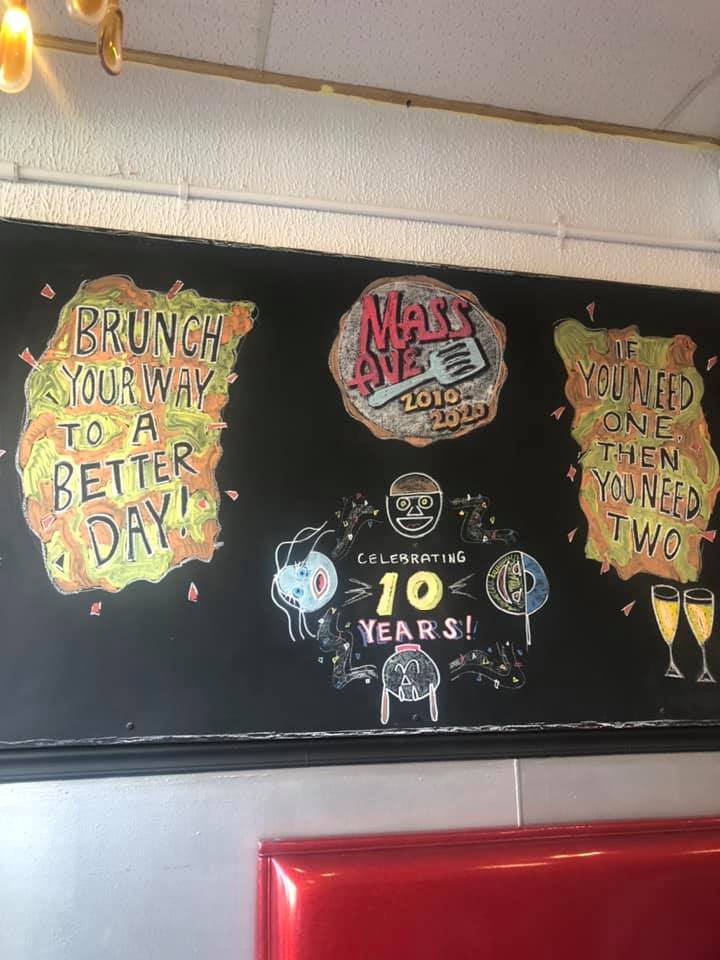 BRUNCH
YOUR WAY
TO A
BETTER
DAY!
MASS
AVE
2010
2020
CELEBRATING
10
YEARS!
IF
YOU NEED
ONE,
THEN
YOU NEED
TWO